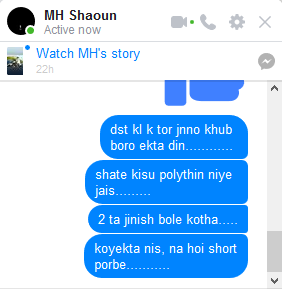 MH Shaoun
Active now
Watch MH's story
22h
dst kl k tor jnno khub
boro ekta din............
shate kisu polythin niye
jais.........
2 ta jinish bole kotha.....
koyekta nis, na hoi short
porbe...........